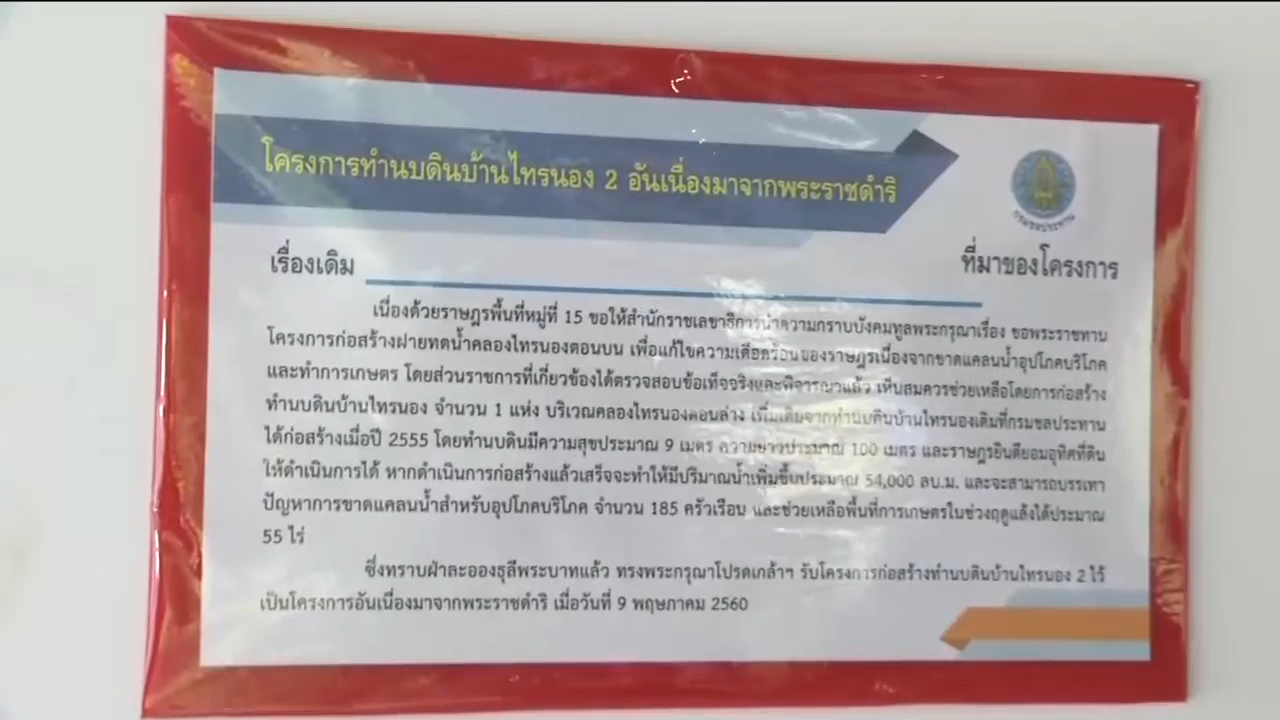 โครงการทำนบดินบ้านไทรนอง 2 อันเนื่องมาจากพระราชดำริ
กรมชลประทาน
เรื่องเดิม
ที่มาของโครงการ
เนื่องด้วยราษฎรพื้นที่หมู่ที่ 15 ขอให้สำนักราชเลขาธิการนำความกราบบังคมทูลพระกรุณาเรื่อง ขอพระราชทาน
โครงการก่อสร้างฝายทดน้ำคลองไทรนองตอนบน เพื่อแก้ไขความเดือดร้อนของราษฎรเนื่องจากขาดแคลนน้ำอุปโภคบริโภค
และทำการเกษตร โดยส่วนราชการที่เกี่ยวข้องได้ตรวจสอบข้อเท็จจริงและพิจารณาแล้ว เห็นสมควรช่วยเหลือโดยการก่อสร้าง
ทำนบดินบ้านไทรนอง จำนวน 1 แห่ง บริเวณคลองไทรนองตอนล่าง เพิ่มเติมจากทำนบดินบ้านไทรนองเดิมที่กรมชลประทาน
ได้ก่อสร้างเมื่อปี 2555 โดยทำนบดินมีความสุขประมาณ 9 เมตร ความยาวประมาณ 100 เมตร และราษฎรยินดียอมอุทิศที่ดิน
ให้ดำเนินการได้ หากดำเนินการก่อสร้างแล้วเสร็จจะทำให้มีปริมาณน้ำเพิ่มขึ้นประมาณ 54,000 ลบ.ม. และจะสามารถบรรเทา
ปัญหาการขาดแคลนน้ำสำหรับอุปโภคบริโภค จำนวน 185 ครัวเรือน และช่วยเหลือพื้นที่การเกษตรในช่วงฤดูแล้งได้ประมาณ
55 ไร่
ซึ่งทราบฝ่าละอองธุลีพระบาทแล้ว ทรงพระกรุณาโปรดเกล้าฯ รับโครงการก่อสร้างทำนบดินบ้านไทรนอง 2 ไว้
เป็นโครงการอันเนื่องมาจากพระราชดำริ เมื่อวันที่ 9 พฤษภาคม 2560